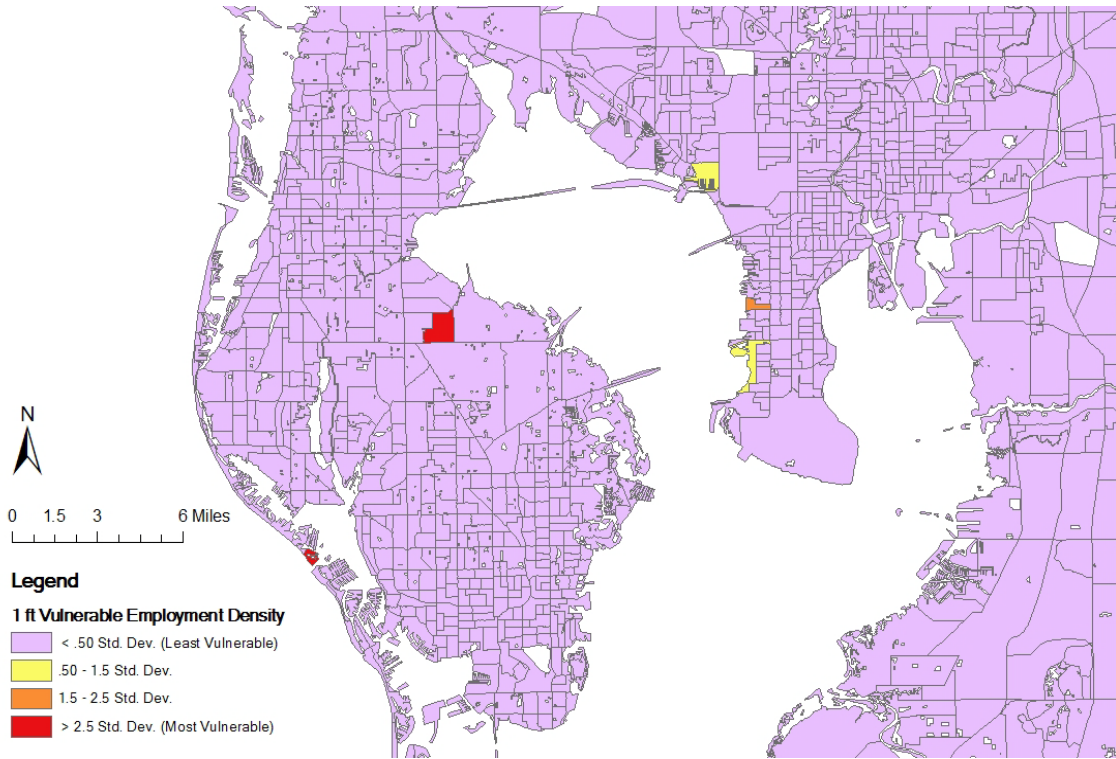 N
0 1.5 3 6 Miles
Legend
1 ft Vulnerable Employment Density
< .50 Std. Dev. (Least Vulnerable)
.50 - 1.5 Std. Dev.
1.5 - 2.5 Std. Dev.
> 2.5 Std. Dev. (Most Vulnerable)